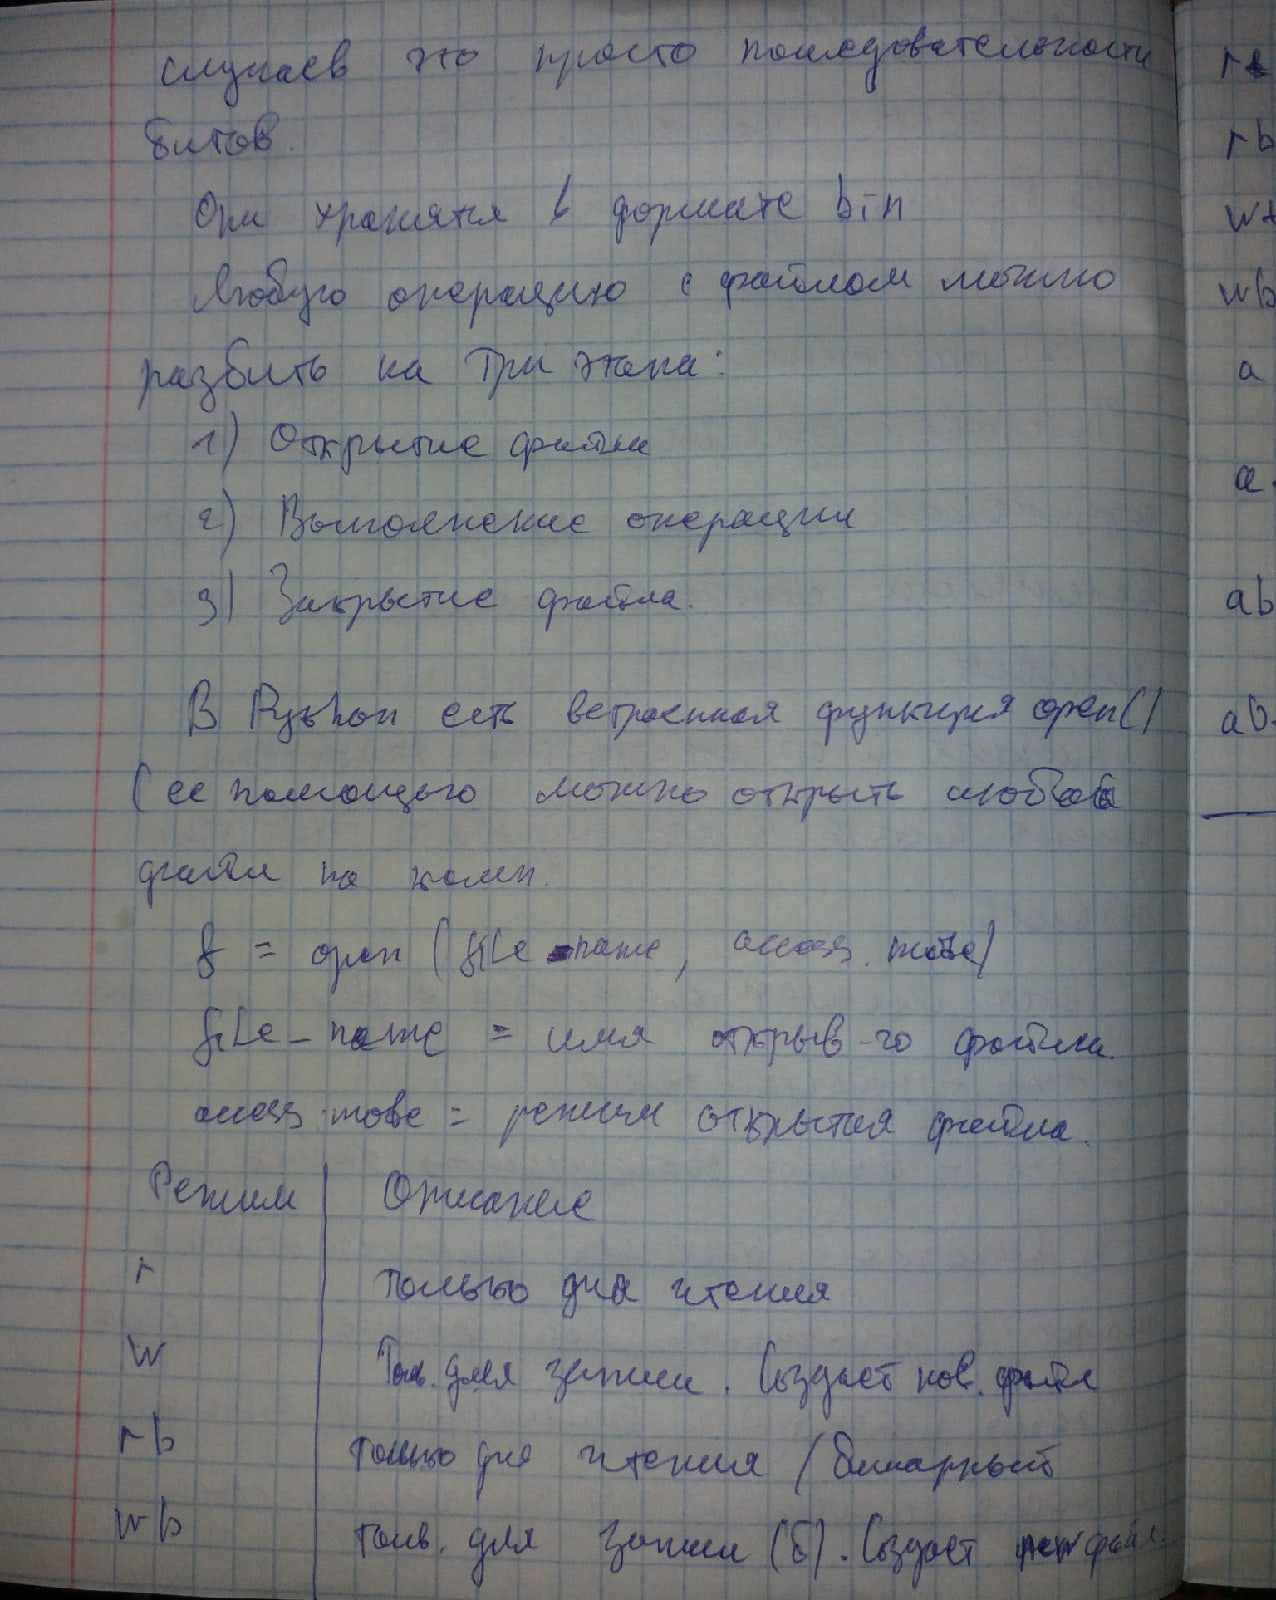 случаев это просто последовательности
битов.
Они хранятся в формате bin
Любую операцию с файлом можно
разбить на три этапа:
1) Открытие файла
2) Выполнение операции
3) Закрытие файла.
В Python есть встроенная функция open()
С ее помощью можно открыть любой
файл на комп.
f = open (file_name, access_mode)
file_name = имя открыв-го файла.
access_mode = режим открытия файла.
Режим | Описание
r только для чтения
w Тол. для записи. Создает нов. файл
rb только для чтения (бинарный
wb толь. для записи (б). Создает файл.
rb
wb
a
ab